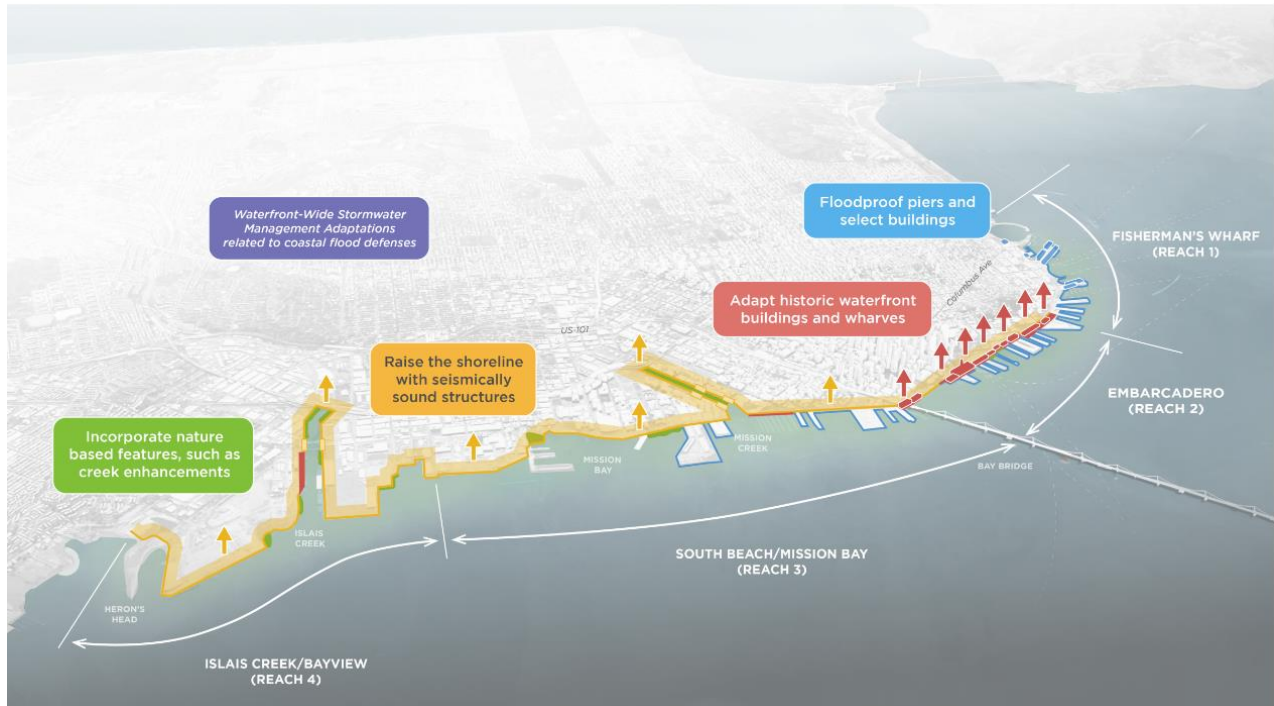 Waterfront-Wide Stormwater
Management Adaptations
related to coastal flood defenses
Floodproof piers and
select buildings
FISHERMAN'S WHARF
(REACH 1)
Columbus Ave
Adapt historic waterfront
buildings and wharves
US-101
Raise the shoreline
with seismically
sound structures
EMBARCADERO
(REACH 2)
Incorporate nature
based features, such as
creek enhancements
MISSION
CREEK
MISSION
BAY
BAY BRIDGE
ISLAIS
CREEK
SOUTH BEACH/MISSION BAY
(REACH 3)
HERON'S
HEAD
ISLAIS CREEK/BAYVIEW
(REACH 4)